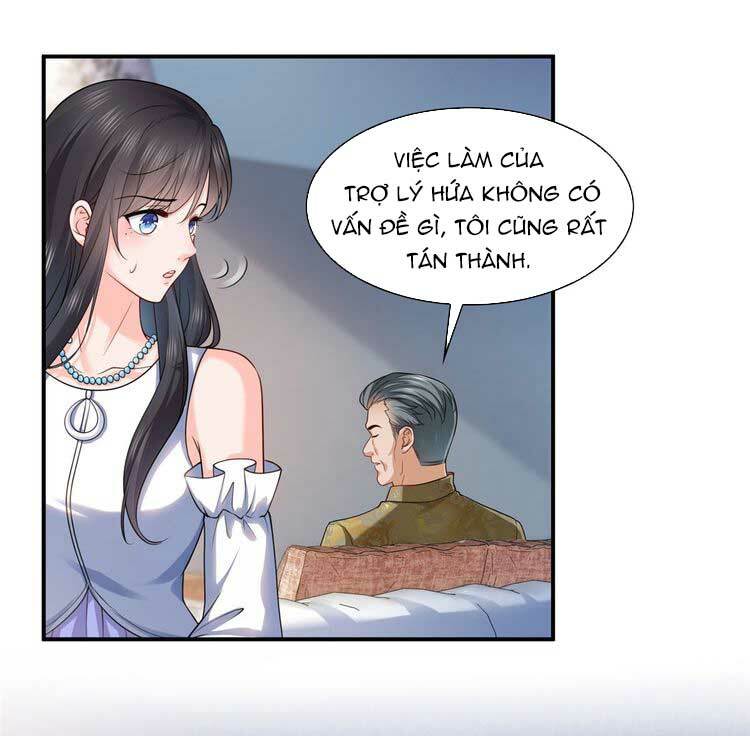 VIỆC LÀM CỦA
TRỢ LÝ HỨA KHÔNG CÓ
VẤN ĐỀ GÌ, TÔI CŨNG RẤT
TÁN THÀNH.